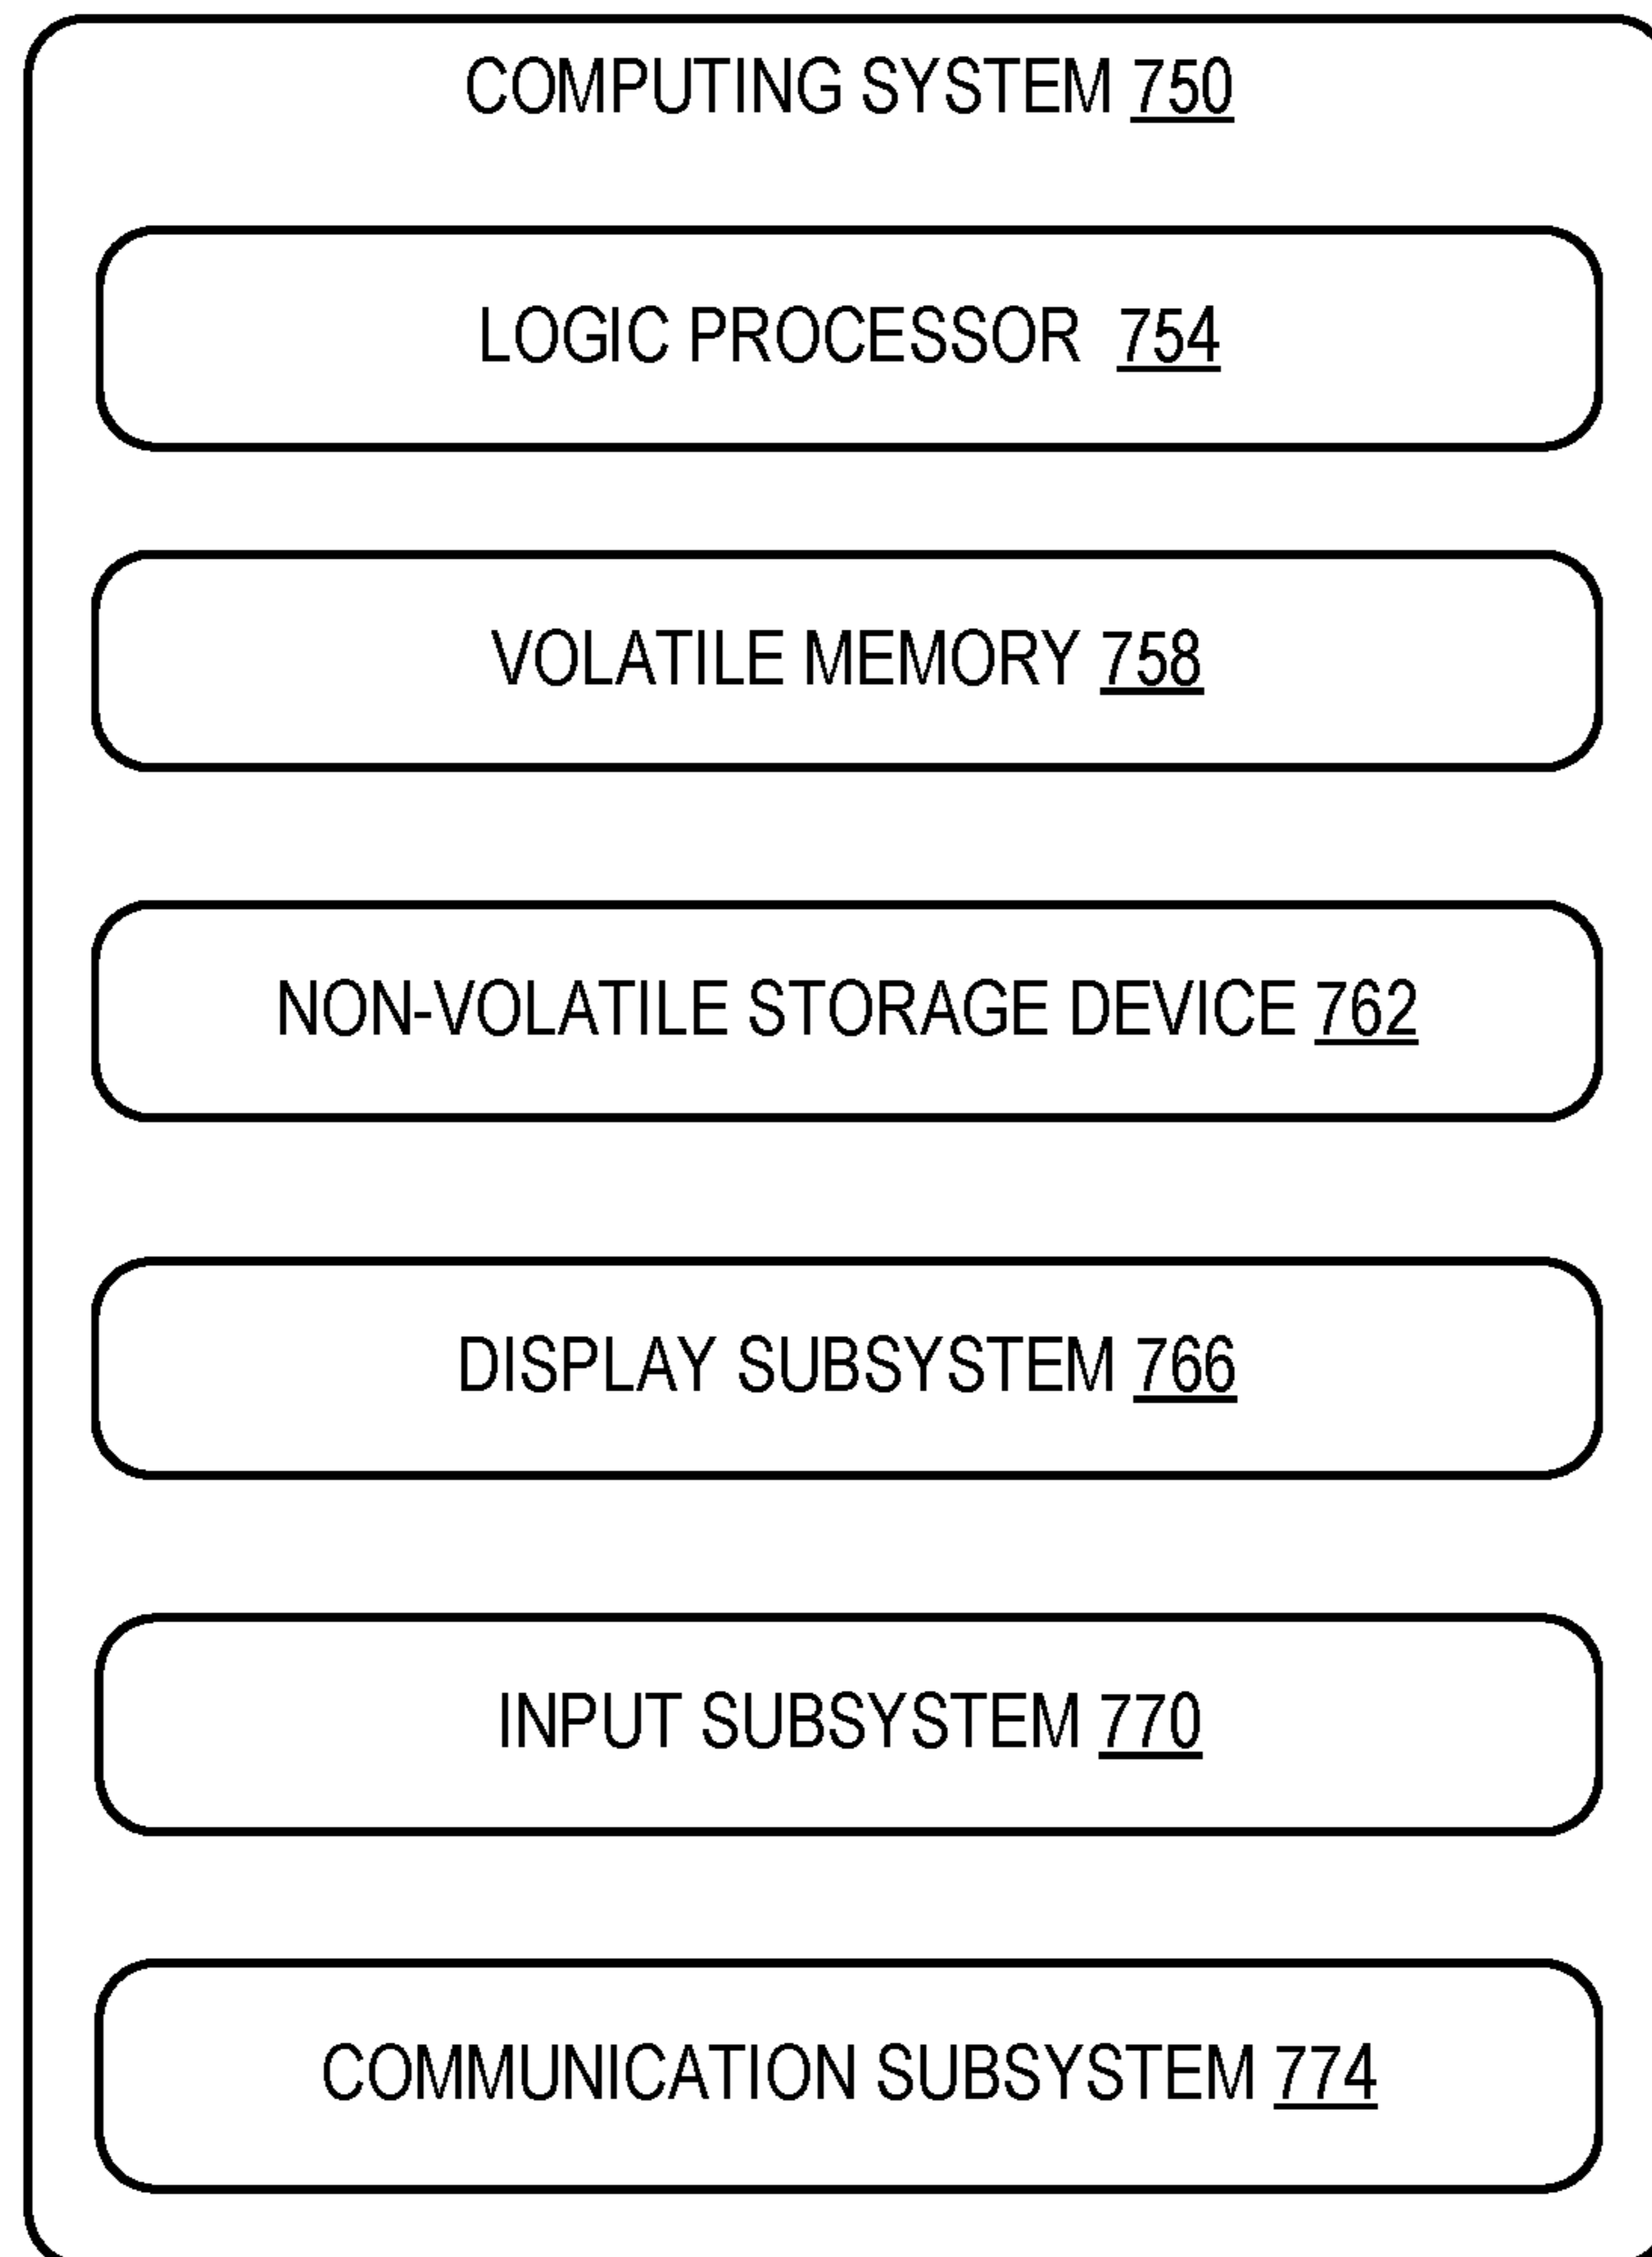 COMPUTING SYSTEM 750
LOGIC PROCESSOR 754
VOLATILE MEMORY 758
NON-VOLATILE STORAGE DEVICE 762
DISPLAY SUBSYSTEM 766
INPUT SUBSYSTEM 770
COMMUNICATION SUBSYSTEM 774